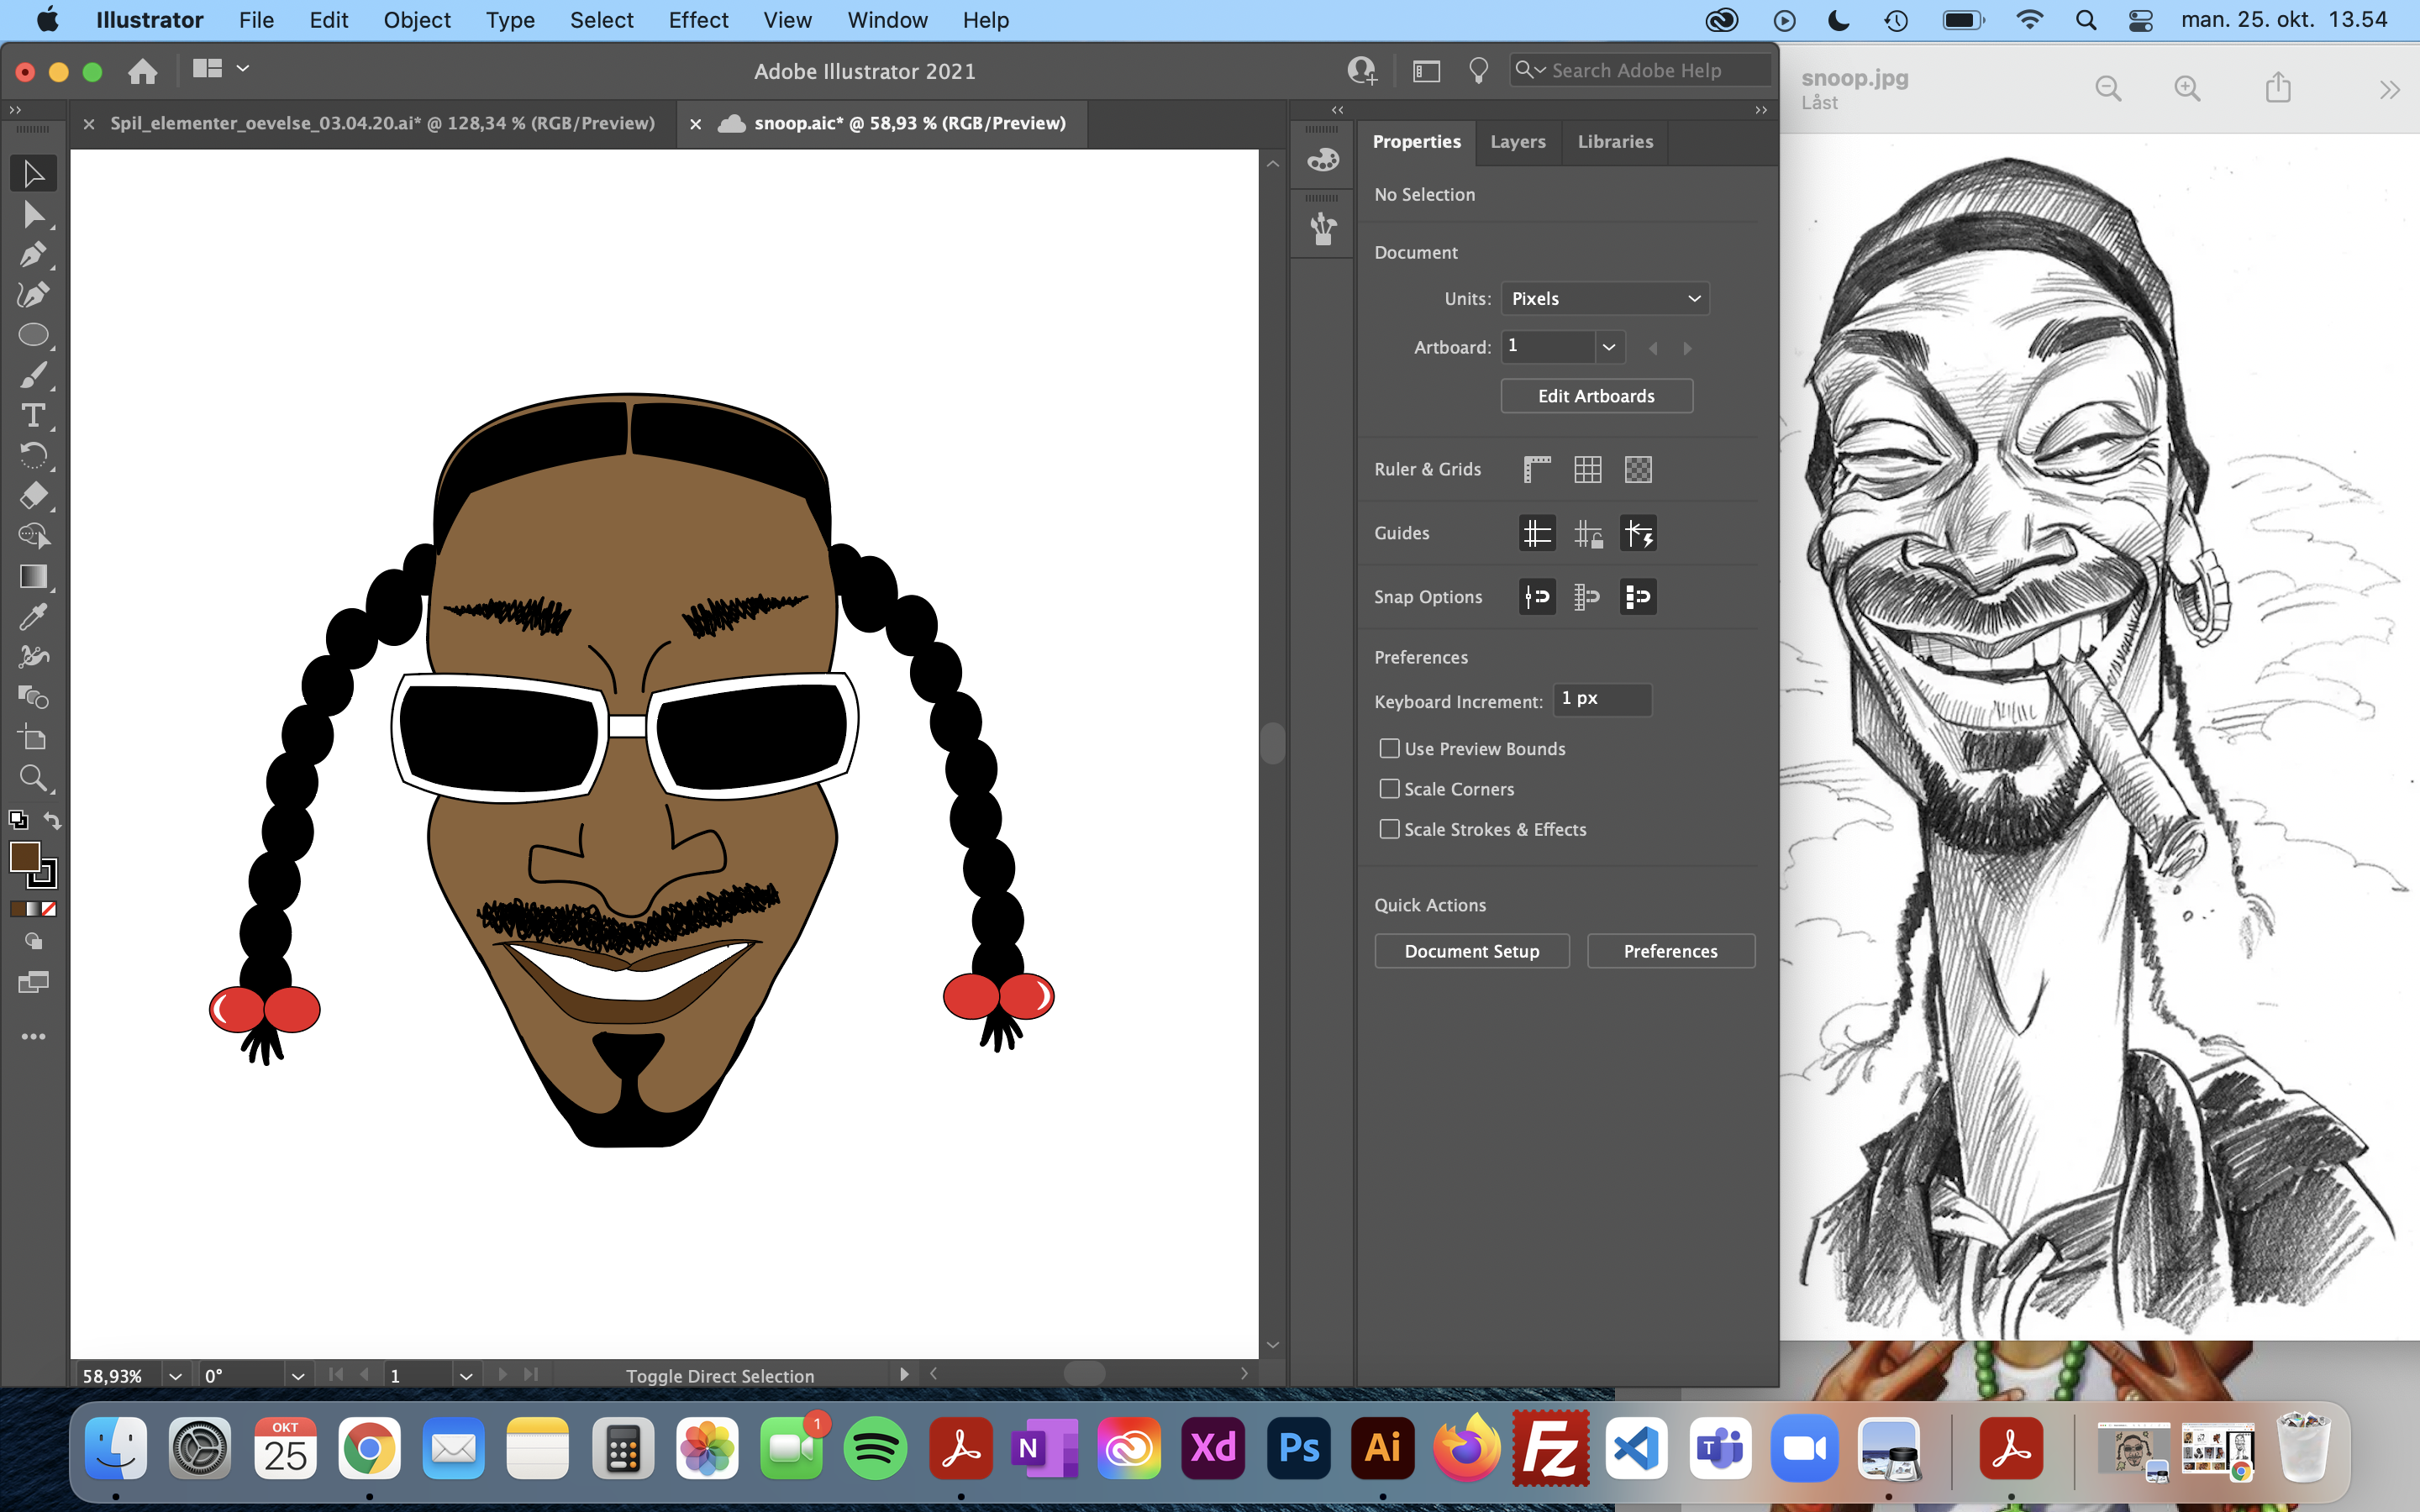 Illustrator File Edit Object Type Select Effect View Window Help man. 25. okt. 13.54
Adobe Illustrator 2021
Search Adobe Help
Spil_elementer_oevelse_03.04.20.ai* @ 128,34 % (RGB/Preview)
snoop.aic* @ 58,93 % (RGB/Preview)
Properties Layers Libraries
No Selection
Document
Units: Pixels
Artboard: 1
Edit Artboards
Ruler & Grids
Guides
Snap Options
Preferences
Keyboard Increment: 1 px
Use Preview Bounds
Scale Corners
Scale Strokes & Effects
Quick Actions
Document Setup Preferences
58,93% 0° 1 Toggle Direct Selection
snoop.jpg
Låst
T
OKT
25
1
N
Xd
Ps
Ai
Fz
T